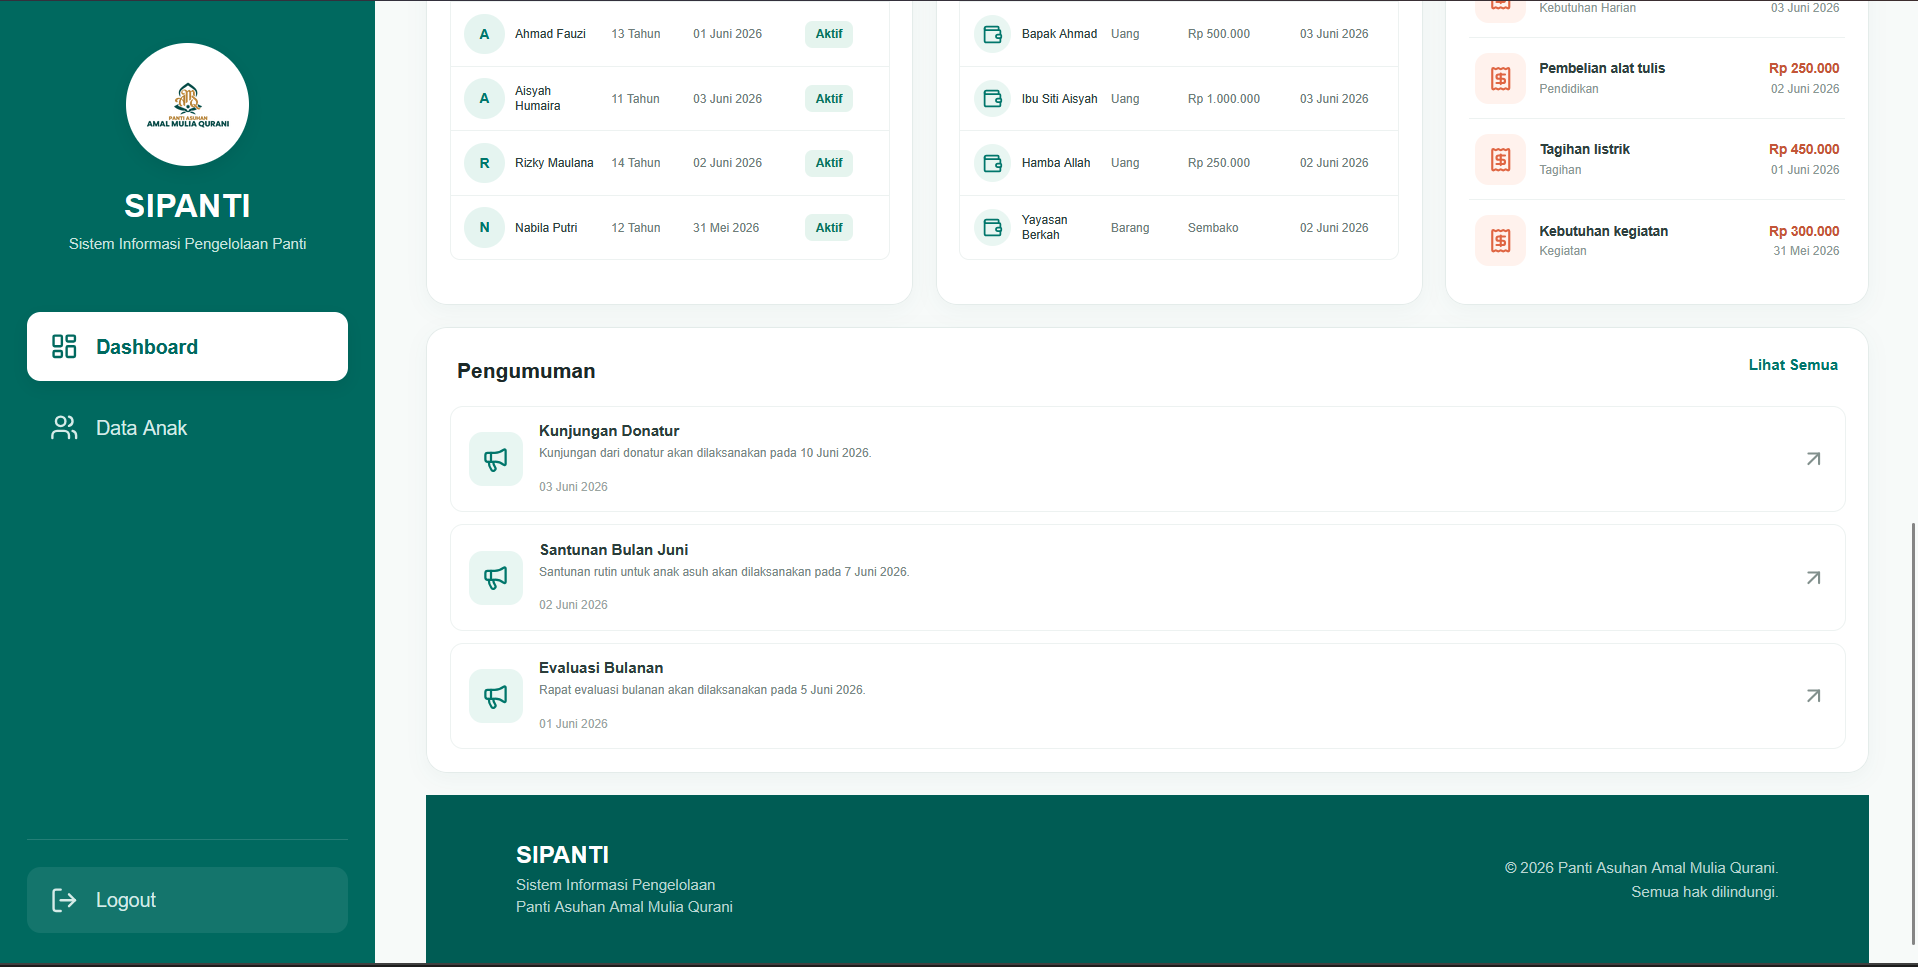 PANTI ASUHAN
AMAL MULIA QURANI
SIPANTI
Sistem Informasi Pengelolaan Panti
Dashboard
Data Anak
Logout
A Ahmad Fauzi 13 Tahun 01 Juni 2026 Aktif
A Aisyah Humaira 11 Tahun 03 Juni 2026 Aktif
R Rizky Maulana 14 Tahun 02 Juni 2026 Aktif
N Nabila Putri 12 Tahun 31 Mei 2026 Aktif
Bapak Ahmad Uang Rp 500.000 03 Juni 2026
Ibu Siti Aisyah Uang Rp 1.000.000 03 Juni 2026
Hamba Allah Uang Rp 250.000 02 Juni 2026
Yayasan Berkah Barang Sembako 02 Juni 2026
Kebutuhan Harian 03 Juni 2026
Pembelian alat tulis Rp 250.000
Pendidikan 02 Juni 2026
Tagihan listrik Rp 450.000
Tagihan 01 Juni 2026
Kebutuhan kegiatan Rp 300.000
Kegiatan 31 Mei 2026
Pengumuman
Lihat Semua
Kunjungan Donatur
Kunjungan dari donatur akan dilaksanakan pada 10 Juni 2026.
03 Juni 2026
Santunan Bulan Juni
Santunan rutin untuk anak asuh akan dilaksanakan pada 7 Juni 2026.
02 Juni 2026
Evaluasi Bulanan
Rapat evaluasi bulanan akan dilaksanakan pada 5 Juni 2026.
01 Juni 2026
SIPANTI
Sistem Informasi Pengelolaan
Panti Asuhan Amal Mulia Qurani
© 2026 Panti Asuhan Amal Mulia Qurani.
Semua hak dilindungi.